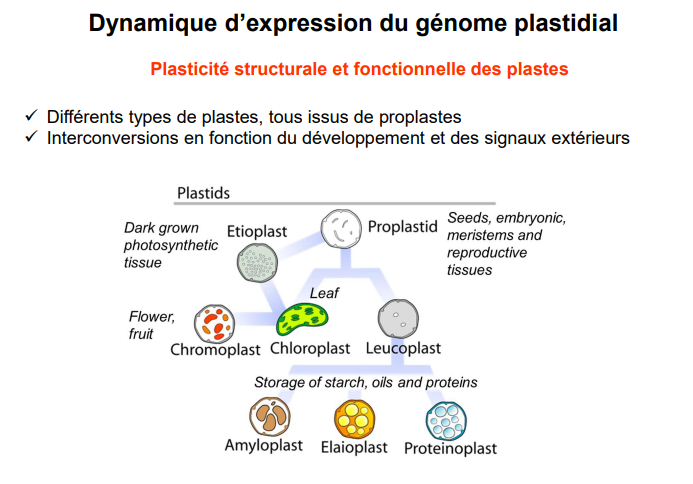 Dynamique d’expression du génome plastidial
Plasticité structurale et fonctionnelle des plastes
✓ Différents types de plastes, tous issus de proplastes
✓ Interconversions en fonction du développement et des signaux extérieurs
Plastids
Dark grown
photosynthetic
tissue
Etioplast
Proplastid
Seeds, embryonic,
meristems and
reproductive
tissues
Leaf
Flower,
fruit
Chromoplast
Chloroplast
Leucoplast
Storage of starch, oils and proteins
Amyloplast
Elaioplast
Proteinoplast